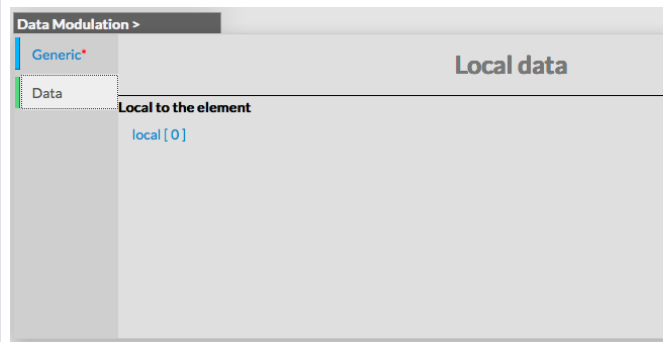 Data Modulation >
Generic*
Local data
Data
Local to the element
local [ 0 ]